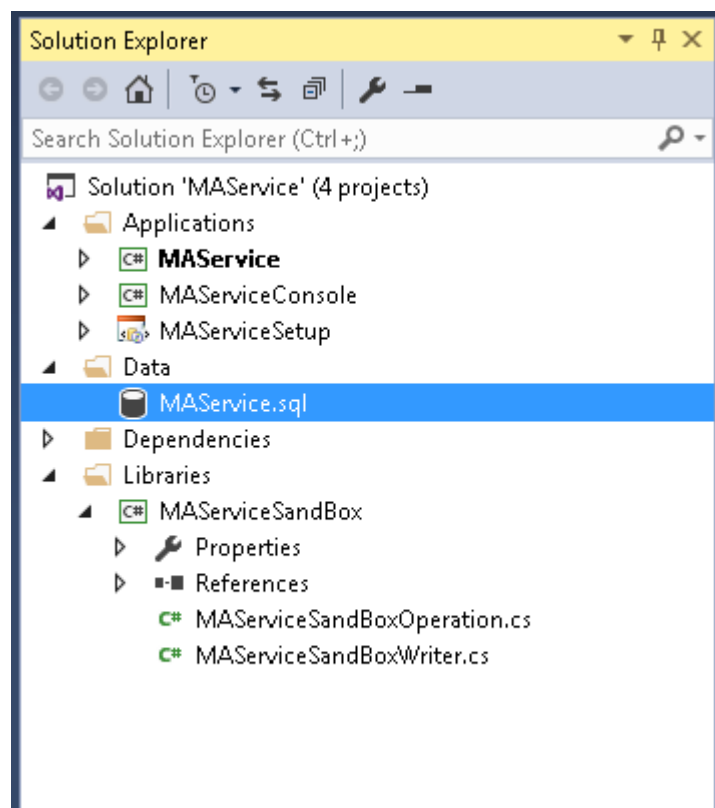 Solution Explorer
Search Solution Explorer (Ctrl+;)
Solution 'MAService' (4 projects)
Applications
C# MAService
C# MAServiceConsole
MAServiceSetup
Data
MAService.sql
Dependencies
Libraries
C# MAServiceSandBox
Properties
References
C# MAServiceSandBoxOperation.cs
C# MAServiceSandBoxWriter.cs